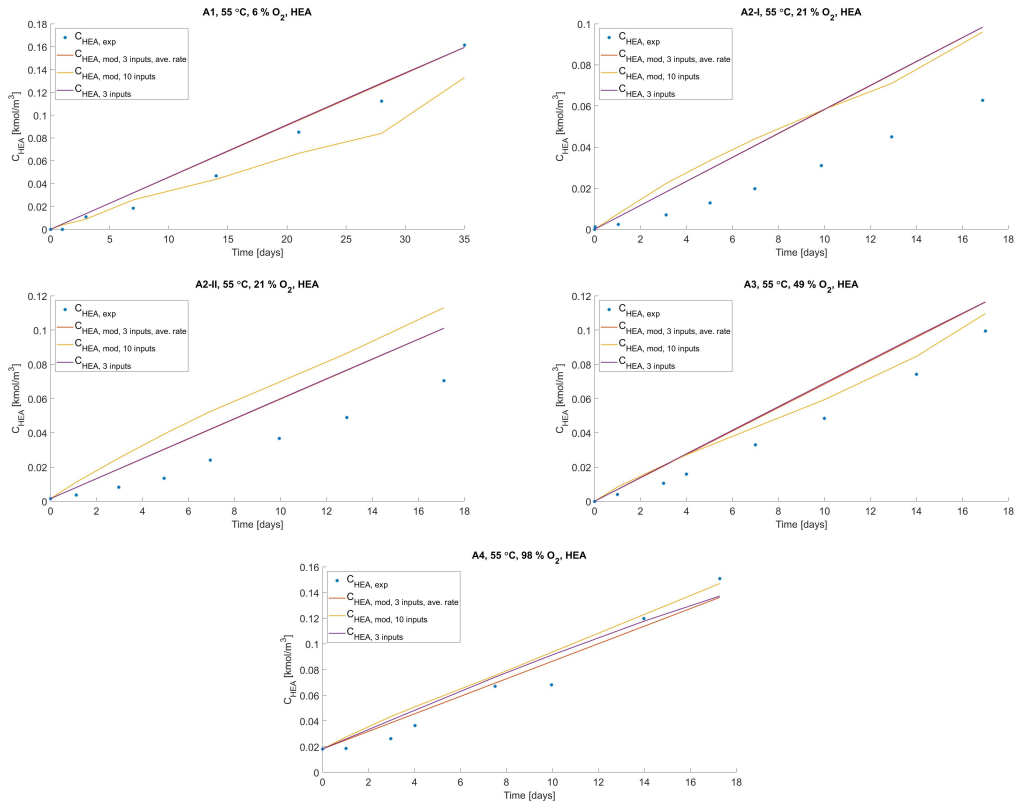 A1, 55 °C, 6 % O2, HEA
0.18
0.16
0.14
0.12
0.1
0.08
0.06
0.04
0.02
0
CHEA [kmol/m3]
CHEA, exp
CHEA, mod, 3 inputs, ave. rate
CHEA, mod, 10 inputs
CHEA, 3 inputs
0 5 10 15 20 25 30 35
Time [days]
A2-I, 55 °C, 21 % O2, HEA
0.1
0.08
0.06
0.04
0.02
0
CHEA [kmol/m3]
CHEA, exp
CHEA, mod, 3 inputs, ave. rate
CHEA, mod, 10 inputs
CHEA, 3 inputs
0 2 4 6 8 10 12 14 16 18
Time [days]
A2-II, 55 °C, 21 % O2, HEA
0.12
0.1
0.08
0.06
0.04
0.02
0
CHEA [kmol/m3]
CHEA, exp
CHEA, mod, 3 inputs, ave. rate
CHEA, mod, 10 inputs
CHEA, 3 inputs
0 2 4 6 8 10 12 14 16 18
Time [days]
A3, 55 °C, 49 % O2, HEA
0.12
0.1
0.08
0.06
0.04
0.02
0
CHEA [kmol/m3]
CHEA, exp
CHEA, mod, 3 inputs, ave. rate
CHEA, mod, 10 inputs
CHEA, 3 inputs
0 2 4 6 8 10 12 14 16 18
Time [days]
A4, 55 °C, 98 % O2, HEA
0.16
0.14
0.12
0.1
0.08
0.06
0.04
0.02
0
CHEA [kmol/m3]
CHEA, exp
CHEA, mod, 3 inputs, ave. rate
CHEA, mod, 10 inputs
CHEA, 3 inputs
0 2 4 6 8 10 12 14 16 18
Time [days]